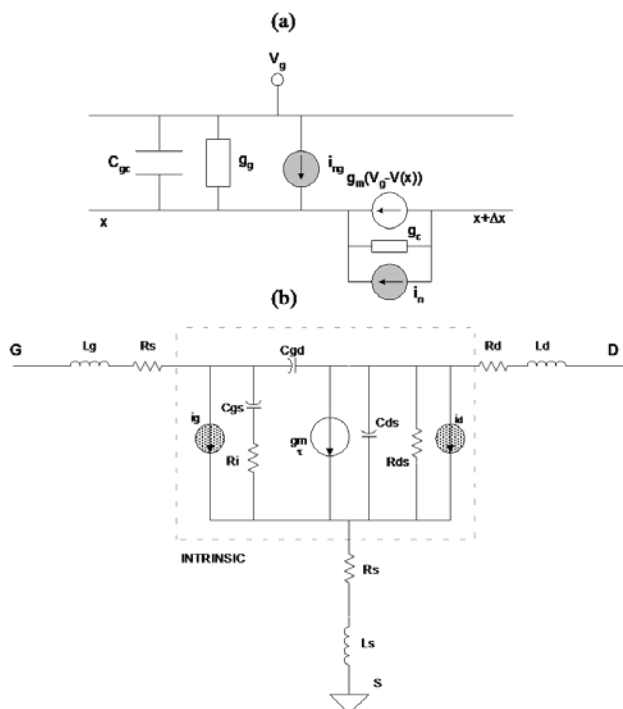 (a)
Vg
Cgc
gg
ing
gm(Vg-V(x))
x
x+Δx
gc
in
(b)
G
Lg
Rs
Cgd
Rd
Ld
D
ig
Cgs
Ri
gm
τ
Cds
Rds
id
INTRINSIC
Rs
Ls
S